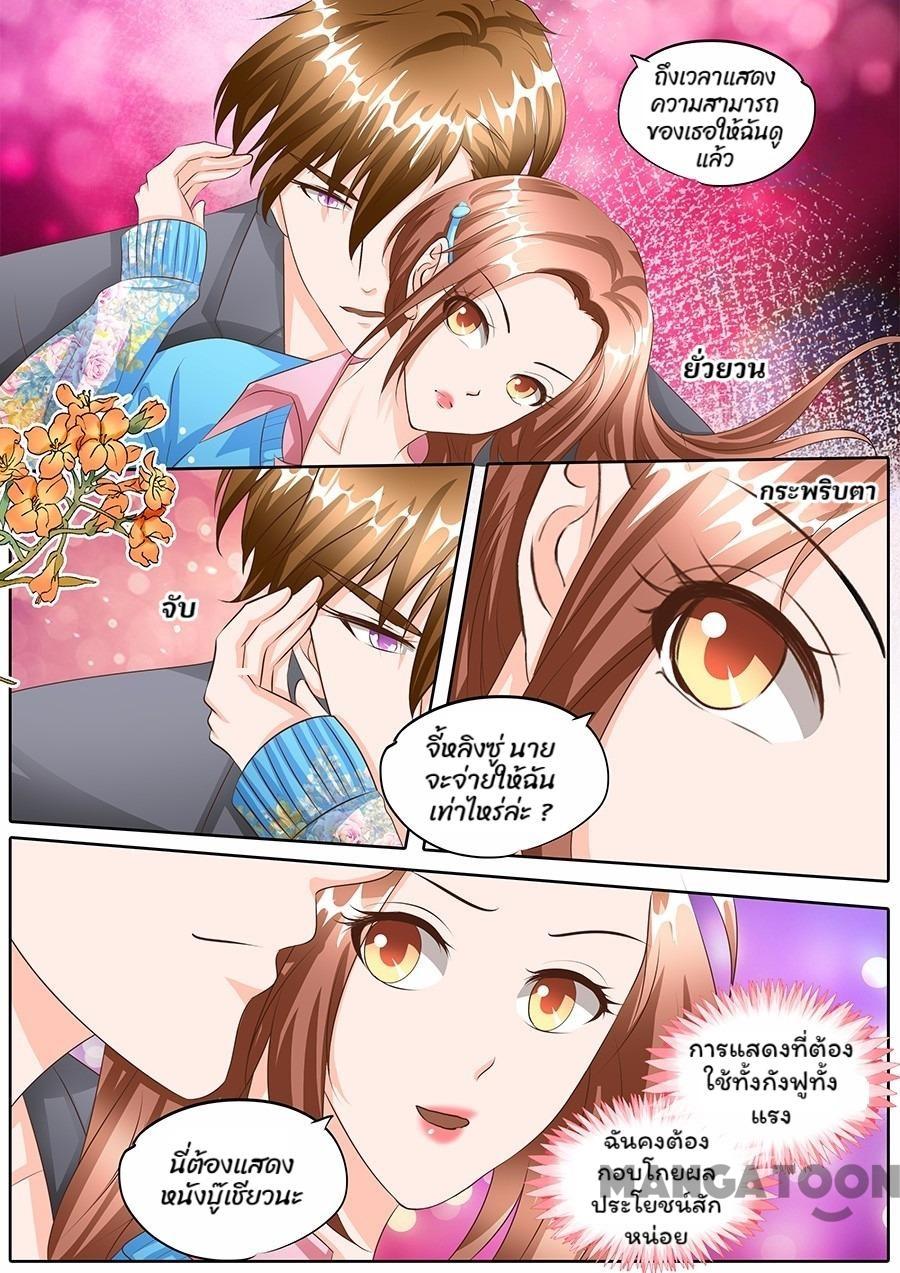 ถึงเวลาแสดง
ความสามารถ
ของเธอให้ฉันดู
แล้ว
ยั่วยวน
กระพริบตา
จับ
จี้หลิงซู่ นาย
จะจ่ายให้ฉัน
เท่าไหร่ล่ะ ?
การแสดงที่ต้อง
ใช้ทั้งกังฟูทั้ง
แรง
ฉันคงต้อง
กอบโกยผล
ประโยชน์สัก
หน่อย
นี่ต้องแสดง
หนังบู๊เชียวนะ
MANGATOON